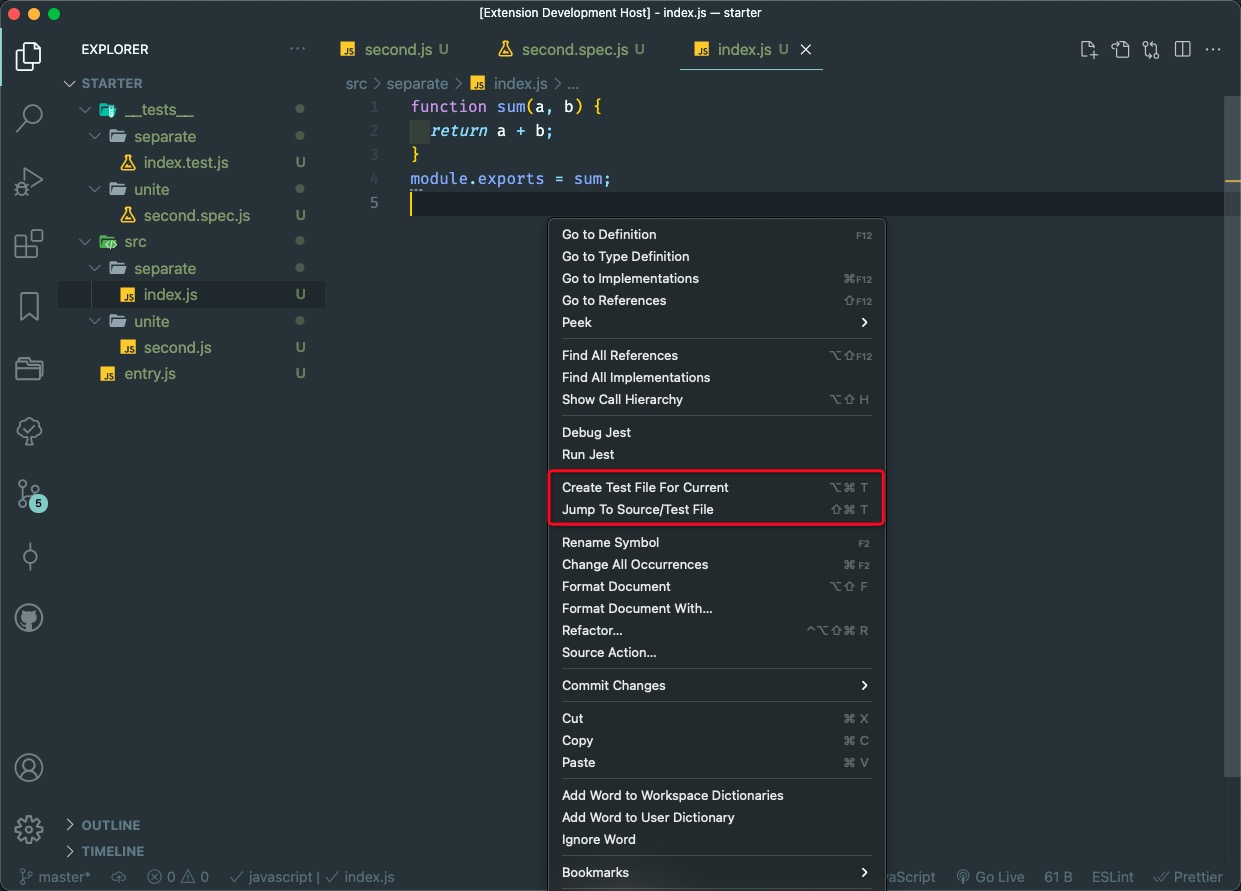 [Extension Development Host] - index.js — starter
EXPLORER
STARTER
__tests__
separate
index.test.js U
unite
second.spec.js U
src
separate
index.js U
unite
second.js U
entry.js U
OUTLINE
TIMELINE
5
second.js U second.spec.js U index.js U
src > separate > index.js > ...
1 function sum(a, b) {
2 return a + b;
3 }
4 module.exports = sum;
5
Go to Definition F12
Go to Type Definition
Go to Implementations ⌘F12
Go to References ⇧F12
Peek
Find All References ⌥⇧F12
Find All Implementations
Show Call Hierarchy ⌥⇧ H
Debug Jest
Run Jest
Create Test File For Current ⌥⌘ T
Jump To Source/Test File ⇧⌘ T
Rename Symbol F2
Change All Occurrences ⌘ F2
Format Document ⌥⇧ F
Format Document With...
Refactor... ^⌥⇧⌘ R
Source Action...
Commit Changes
Cut ⌘ X
Copy ⌘ C
Paste ⌘ V
Add Word to Workspace Dictionaries
Add Word to User Dictionary
Ignore Word
Bookmarks
master* 0 0 javascript | index.js vaScript Go Live 61 B ESLint Prettier